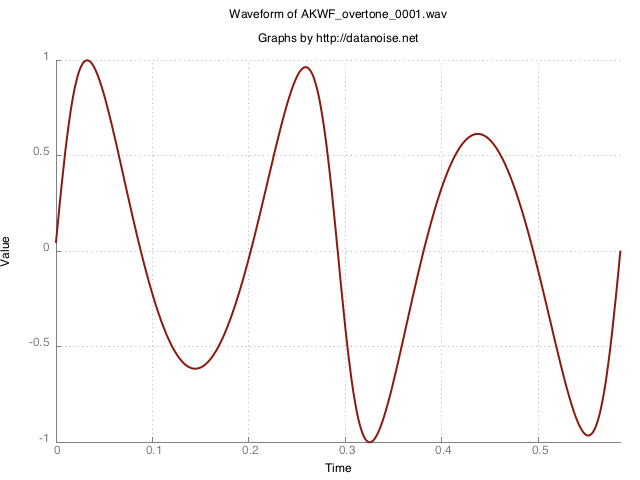 Waveform of AKWF_overtone_0001.wav
Graphs by http://datanoise.net
1
0.5
0
-0.5
-1
Value
0 0.1 0.2 0.3 0.4 0.5
Time